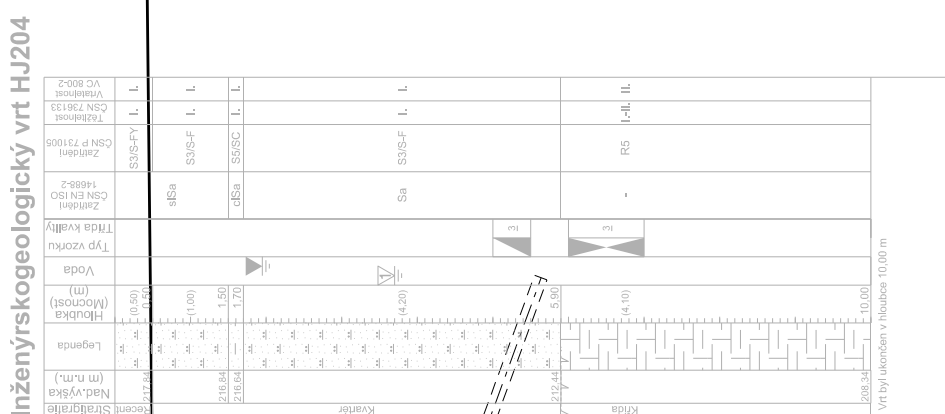 Inženýrskogeologický vrt HJ204
Vrtatelnost
VC 800-2
I.
I.
I.
I.
II.
Těžitelnost
ČSN 736133
I.
I.
I.
I.
I.-II.
Zatřídění
ČSN P 731005
S3/S-FY
S3/S-F
S5/SC
S3/S-F
R5
Zatřídění
ČSN EN ISO
14688-2
siSa
clSa
Sa
-
Typ vzorku
Třída kvality
3
3
Voda
1
Hloubka
(Mocnost)
(m)
(0,50)
0,50
(1,00)
1,50
1,70
(4,20)
5,90
(4,10)
10,00
Legenda
Nad.výška
(m n.m.)
217,84
216,84
216,64
212,44
208,34
Stratigrafie
Recent
Kvartér
Křída
Vrt byl ukončen v hloubce 10,00 m